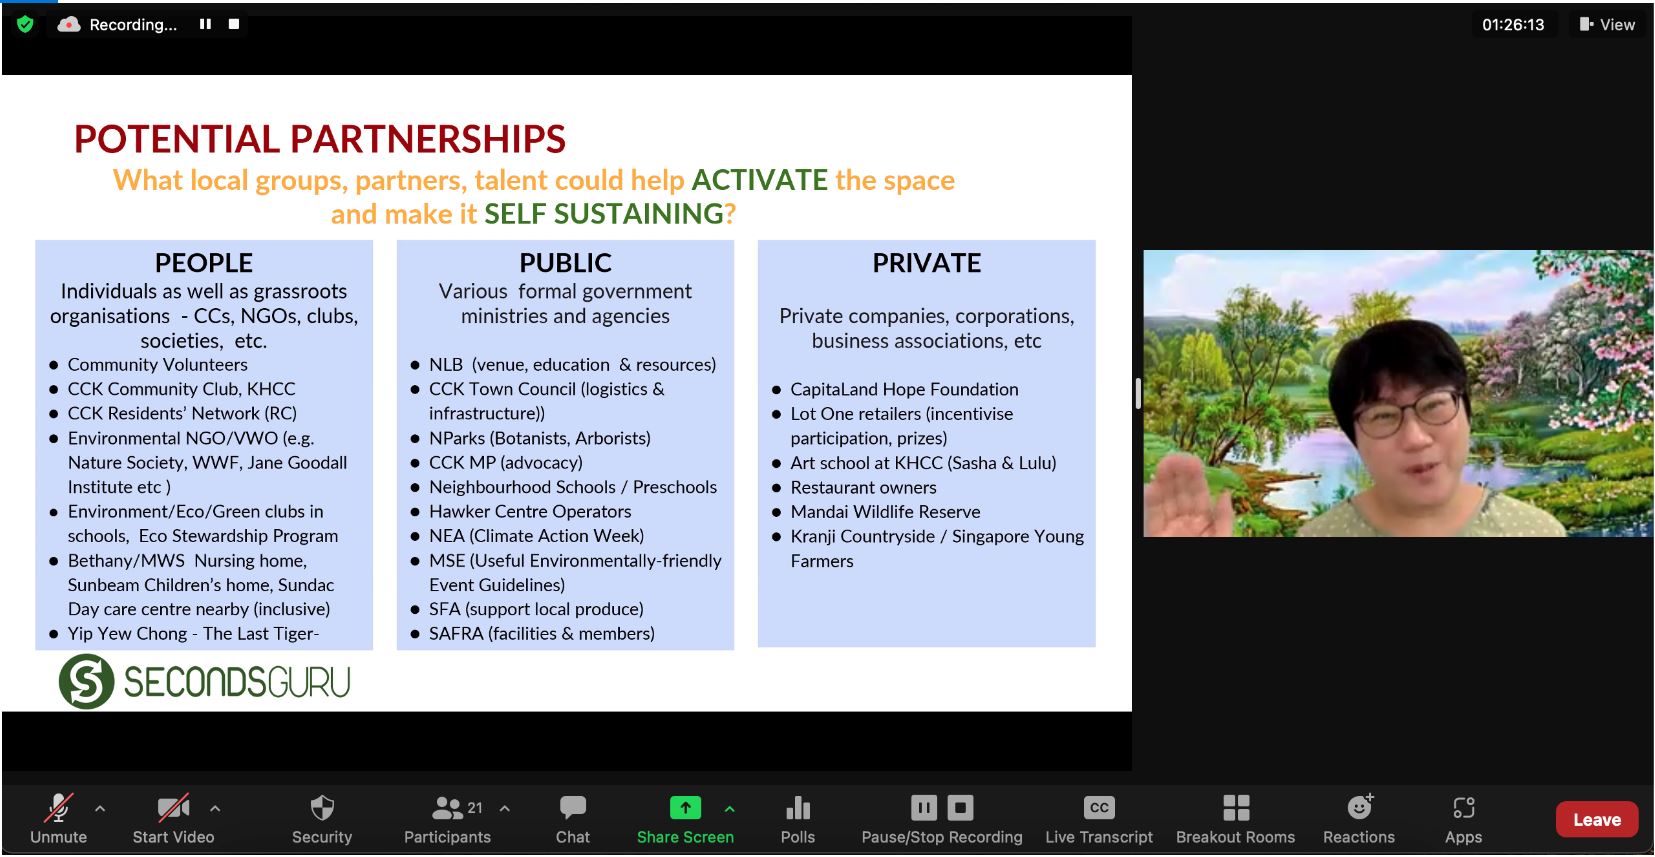 Recording...
01:26:13
View
POTENTIAL PARTNERSHIPS
What local groups, partners, talent could help ACTIVATE the space
and make it SELF SUSTAINING?
PEOPLE
Individuals as well as grassroots
organisations - CCs, NGOs, clubs,
societies, etc.
● Community Volunteers
● CCK Community Club, KHCC
● CCK Residents' Network (RC)
● Environmental NGO/VWO (e.g.
Nature Society, WWF, Jane Goodall
Institute etc )
● Environment/Eco/Green clubs in
schools, Eco Stewardship Program
● Bethany/MWS Nursing home,
Sunbeam Children's home, Sundac
Day care centre nearby (inclusive)
● Yip Yew Chong - The Last Tiger-
PUBLIC
Various formal government
ministries and agencies
● NLB (venue, education & resources)
● CCK Town Council (logistics &
infrastructure))
● NParks (Botanists, Arborists)
● CCK MP (advocacy)
● Neighbourhood Schools / Preschools
● Hawker Centre Operators
● NEA (Climate Action Week)
● MSE (Useful Environmentally-friendly
Event Guidelines)
● SFA (support local produce)
● SAFRA (facilities & members)
PRIVATE
Private companies, corporations,
business associations, etc
● CapitaLand Hope Foundation
● Lot One retailers (incentivise
participation, prizes)
● Art school at KHCC (Sasha & Lulu)
● Restaurant owners
● Mandai Wildlife Reserve
● Kranji Countryside / Singapore Young
Farmers
SECONDSGURU
Unmute
Start Video
Security
21
Participants
Chat
Share Screen
Polls
Pause/Stop Recording
CC
Live Transcript
Breakout Rooms
Reactions
Apps
Leave